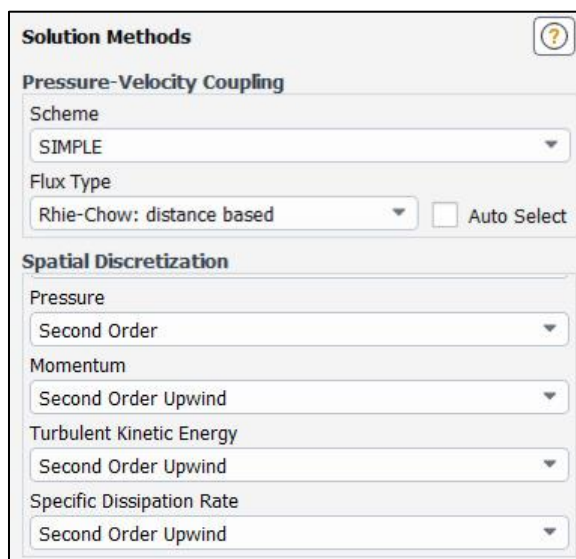 Solution Methods
?
Pressure-Velocity Coupling
Scheme
SIMPLE
Flux Type
Rhie-Chow: distance based Auto Select
Spatial Discretization
Pressure
Second Order
Momentum
Second Order Upwind
Turbulent Kinetic Energy
Second Order Upwind
Specific Dissipation Rate
Second Order Upwind